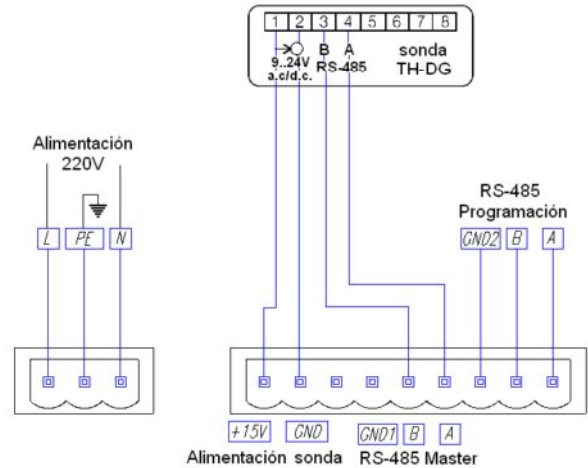 1 2 3 4 5 6 7 8
9..24V
a.c/d.c.
B A
RS-485
sonda
TH-DG
Alimentación
220V
L PE N
RS-485
Programación
GND2 B A
+15V GND GND1 B A
Alimentación sonda RS-485 Master